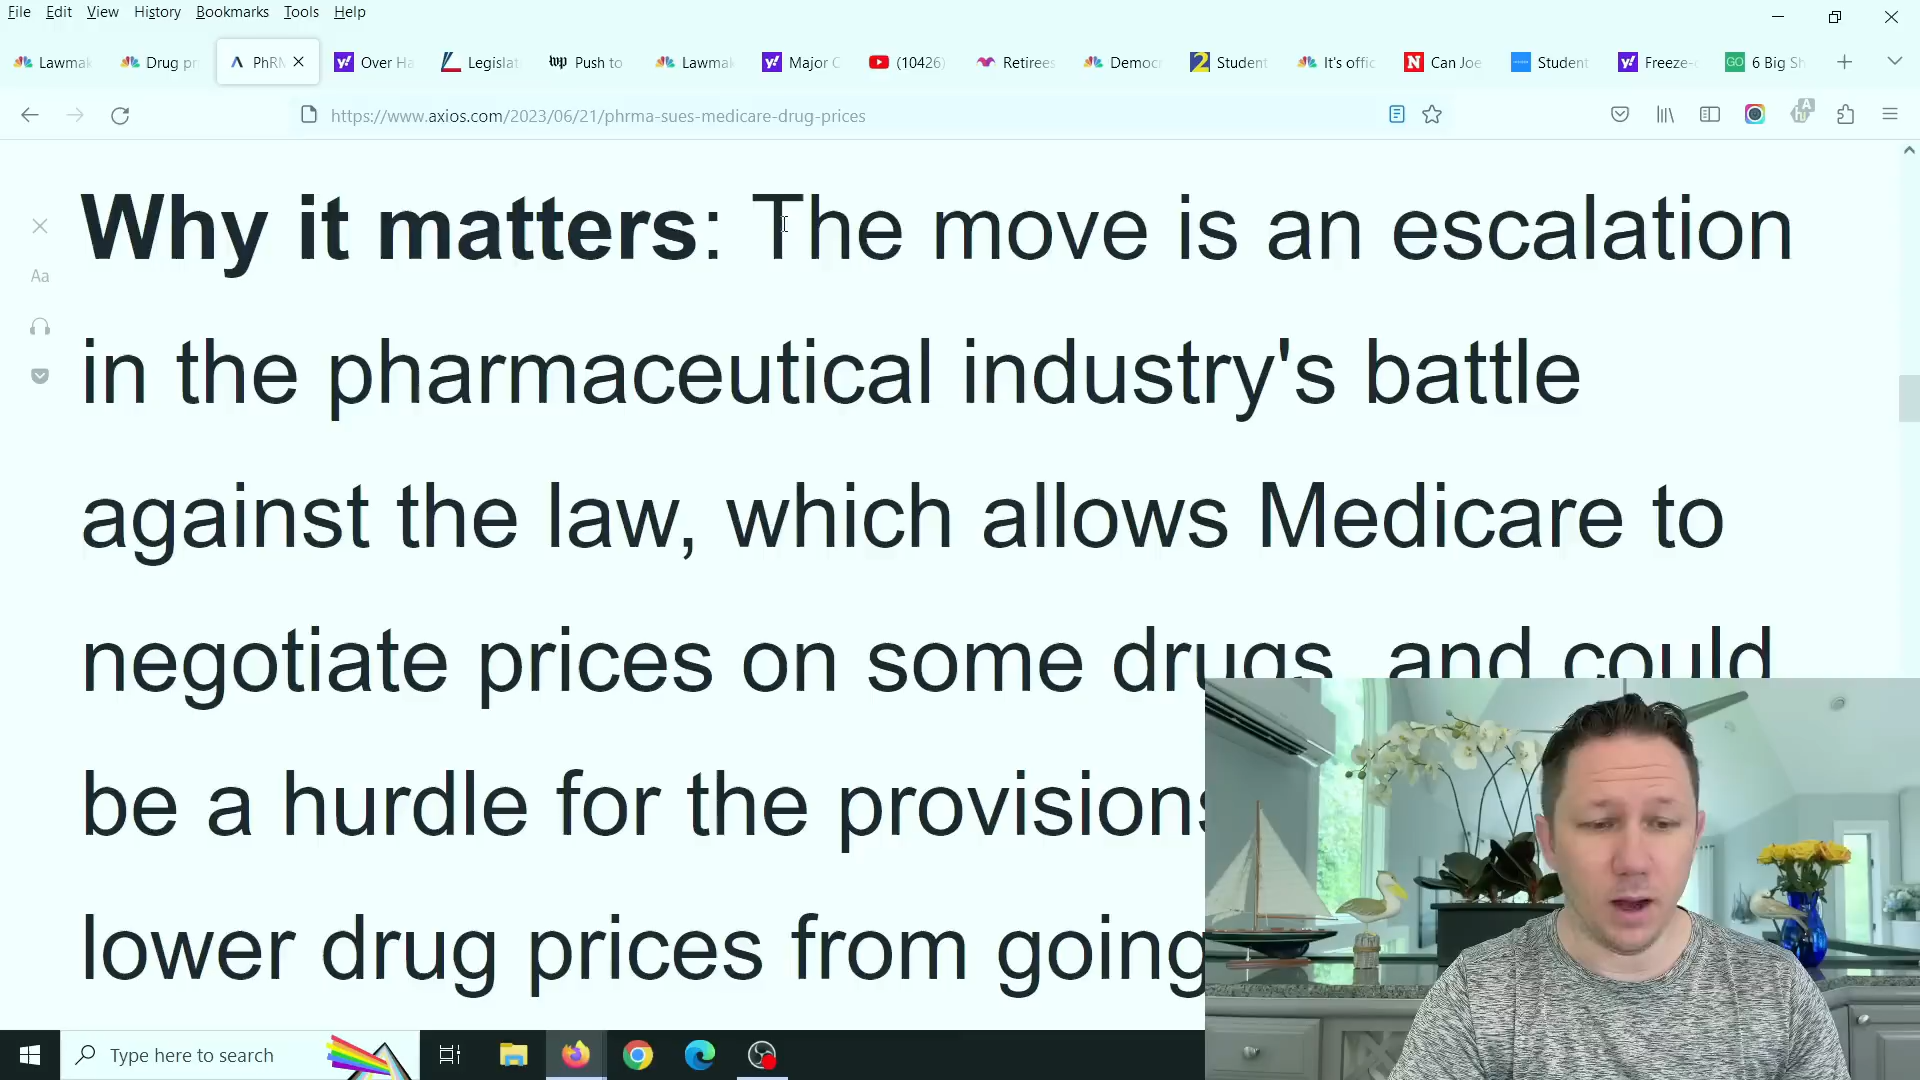 File Edit View History Bookmarks Tools Help
Lawmak Drug pr PhRM Over Ha Legislat Push to Lawmak Major C (10426) Retirees Democr Student It's offic Can Joe Student Freeze- 6 Big Sh
https://www.axios.com/2023/06/21/phrma-sues-medicare-drug-prices
Why it matters: The move is an escalation
Aa
in the pharmaceutical industry's battle
against the law, which allows Medicare to
negotiate prices on some drugs, and could
be a hurdle for the provisions
lower drug prices from going
Type here to search